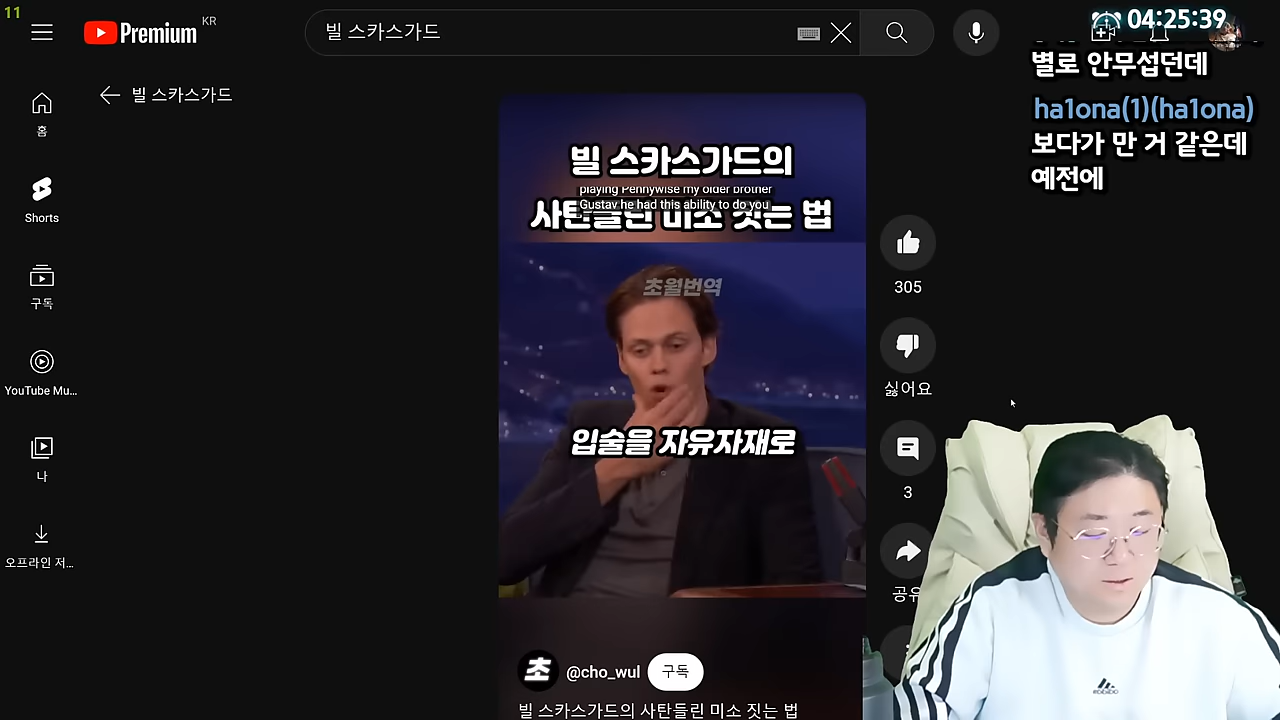 11
Premium KR
빌 스카스가드
04:25:39
별로 안무섭던데
ha1ona(1)(ha1ona)
보다가 만 거 같은데
예전에
홈
Shorts
구독
YouTube Mu...
나
오프라인 저...
빌 스카스가드
빌 스카스가드의
playing Pennywise my older brother
Gustav he had this ability to do you
사탄들린 미소 짓는 법
초월번역
입술을 자유자재로
305
싫어요
3
공유
초
@cho_wul
구독
빌 스카스가드의 사탄들린 미소 짓는 법